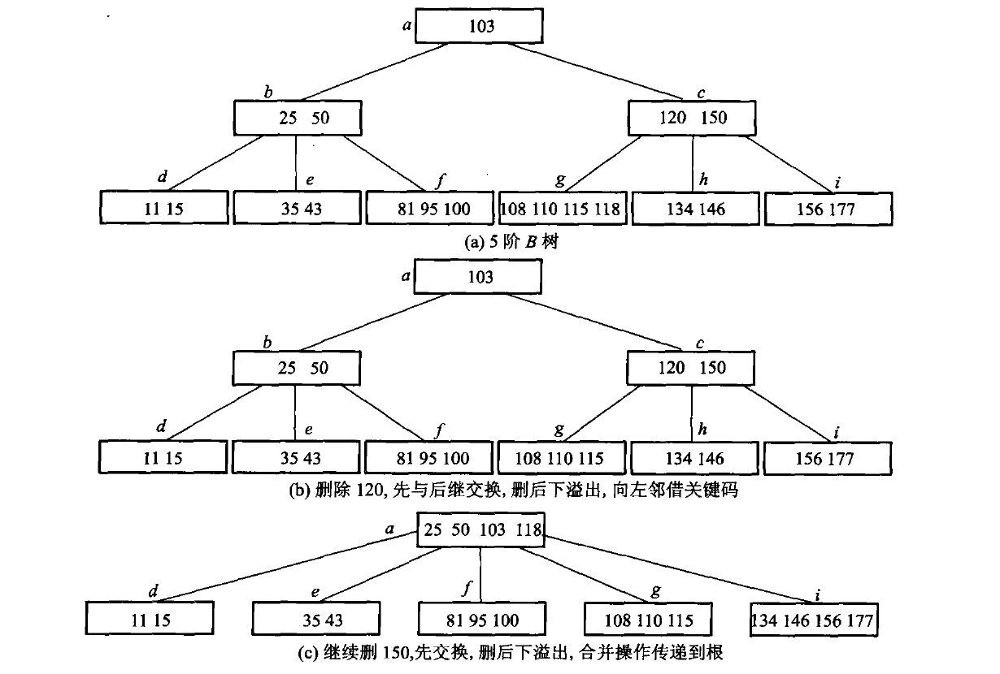 a 103
b c
25 50 120 150
d e f g h i
11 15 35 43 81 95 100 108 110 115 118 134 146 156 177
(a) 5 阶 B 树
a 103
b c
25 50 120 150
d e f g h i
11 15 35 43 81 95 100 108 110 115 134 146 156 177
(b) 删除 120, 先与后继交换, 删后下溢出, 向左邻借关键码
a 25 50 103 118
d e f g i
11 15 35 43 81 95 100 108 110 115 134 146 156 177
(c) 继续删 150,先交换, 删后下溢出, 合并操作传递到根